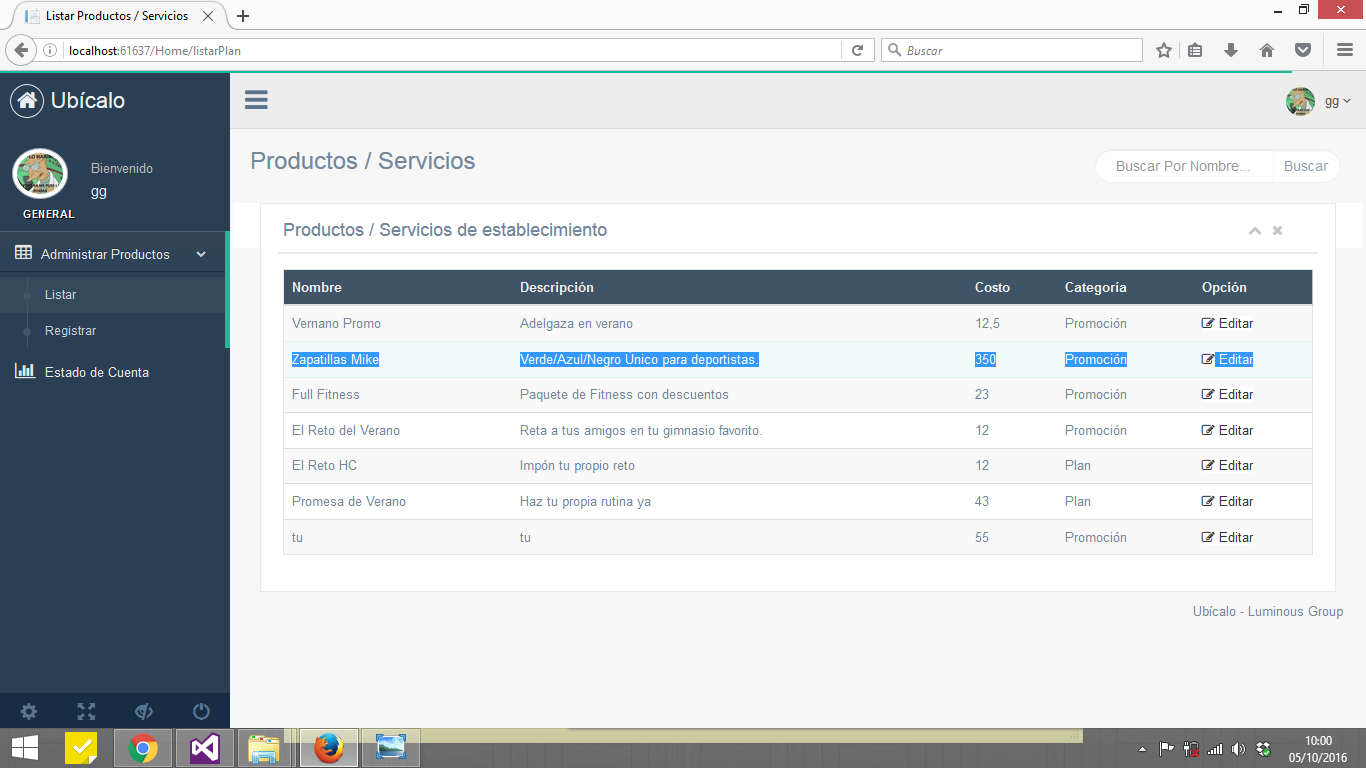 Listar Productos / Servicios
localhost:61637/Home/listarPlan
Buscar
Ubícalo
gg
Bienvenido
gg
GENERAL
Administrar Productos
Listar
Registrar
Estado de Cuenta
Productos / Servicios
Buscar Por Nombre...
Buscar
Productos / Servicios de establecimiento
Nombre Descripción Costo Categoría Opción
Vernano Promo Adelgaza en verano 12,5 Promoción Editar
Zapatillas Mike Verde/Azul/Negro Unico para deportistas. 350 Promoción Editar
Full Fitness Paquete de Fitness con descuentos 23 Promoción Editar
El Reto del Verano Reta a tus amigos en tu gimnasio favorito. 12 Promoción Editar
El Reto HC Impón tu propio reto 12 Plan Editar
Promesa de Verano Haz tu propia rutina ya 43 Plan Editar
tu tu 55 Promoción Editar
Ubícalo - Luminous Group
10:00
05/10/2016